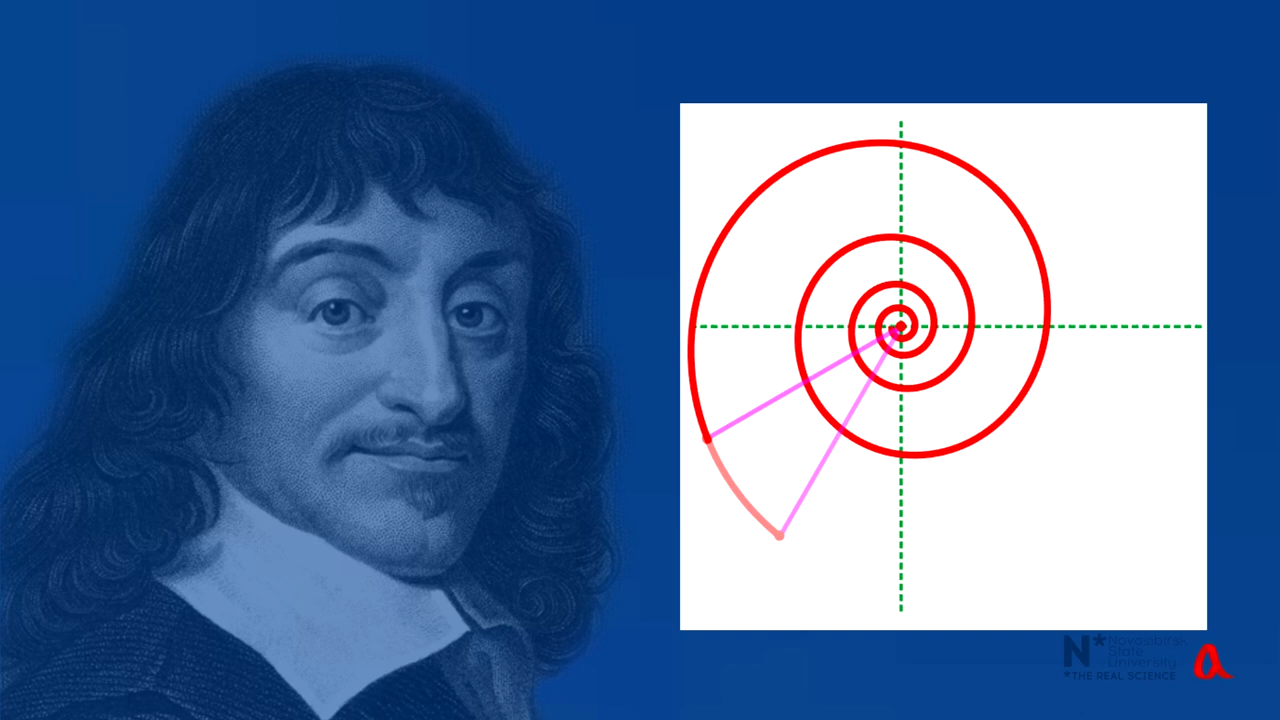 N*
Novosibirsk
State
University
*THE REAL SCIENCE
a